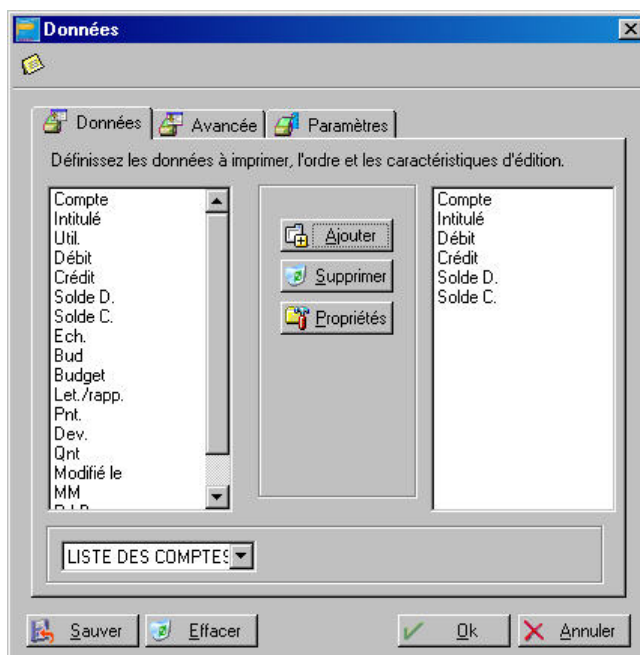 Données
Données Avancée Paramètres
Définissez les données à imprimer, l'ordre et les caractéristiques d'édition.
Compte
Intitulé
Util.
Débit
Crédit
Solde D.
Solde C.
Ech.
Bud
Budget
Let./rapp.
Pnt.
Dev.
Qnt
Modifié le
MM
Ajouter
Supprimer
Propriétés
Compte
Intitulé
Débit
Crédit
Solde D.
Solde C.
LISTE DES COMPTES
Sauver Effacer Ok Annuler